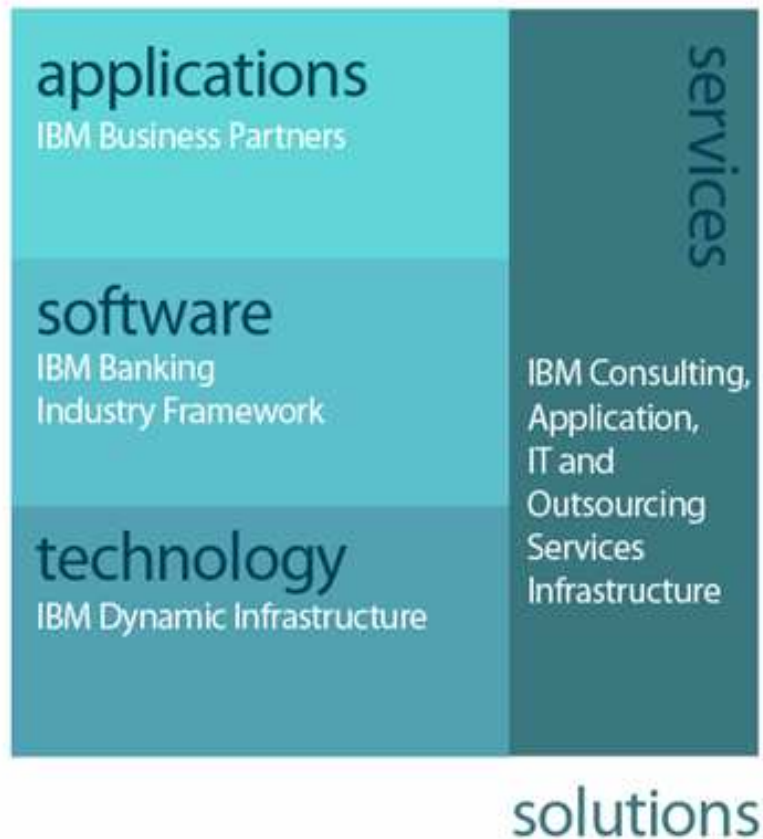 applications
IBM Business Partners
software
IBM Banking
Industry Framework
technology
IBM Dynamic Infrastructure
services
IBM Consulting,
Application,
IT and
Outsourcing
Services
Infrastructure
solutions